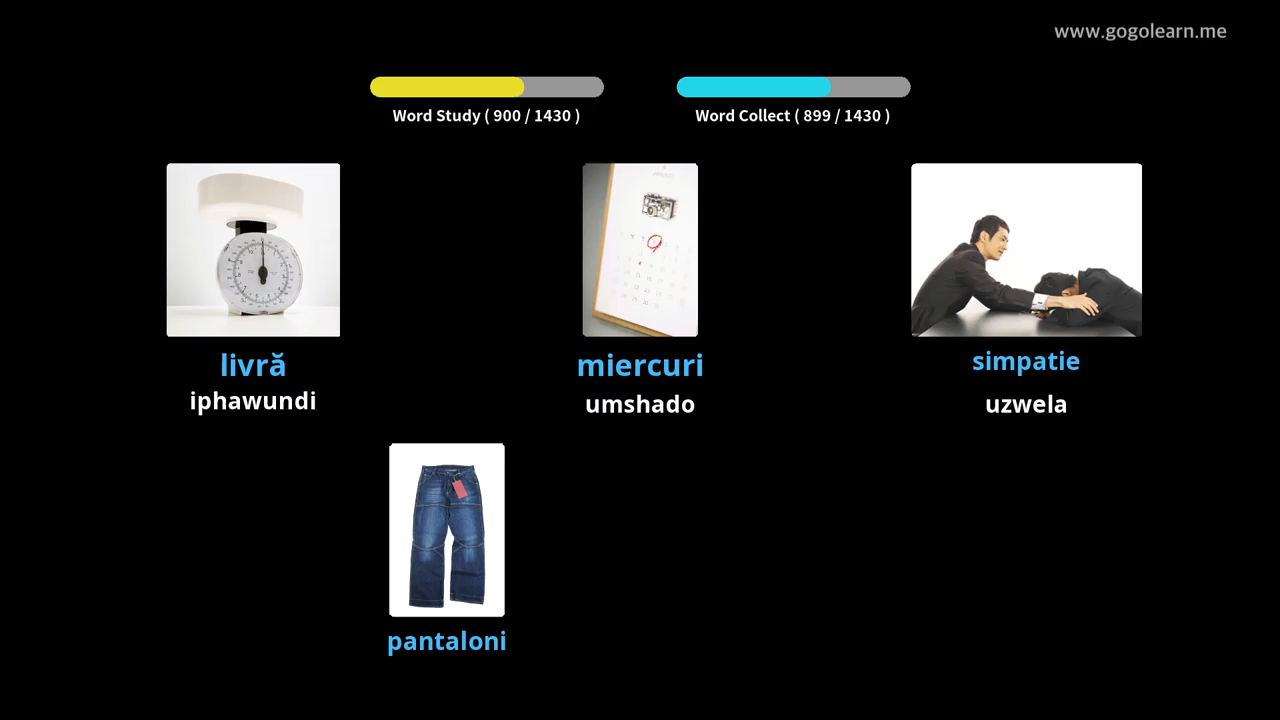 www.gogolearn.me
Word Study ( 900 / 1430 )
Word Collect ( 899 / 1430 )
livră
miercuri
simpatie
iphawundi
umshado
uzwela
pantaloni